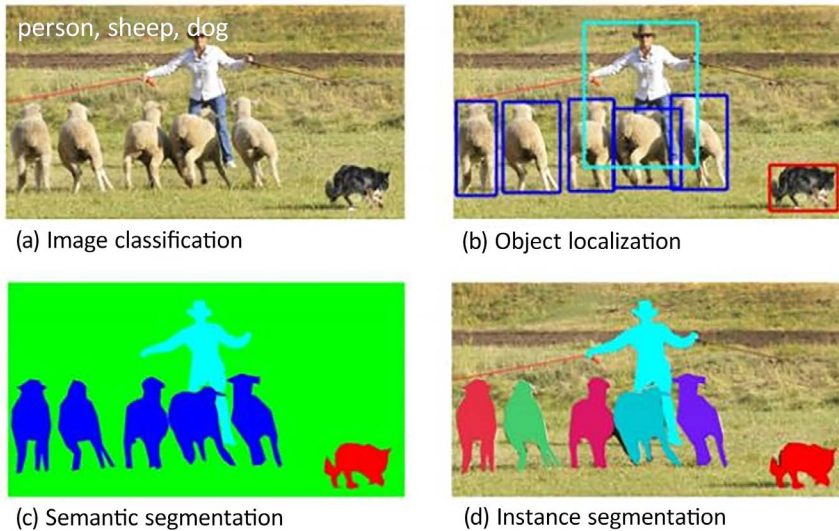 person, sheep, dog
(a) Image classification
(b) Object localization
(c) Semantic segmentation
(d) Instance segmentation